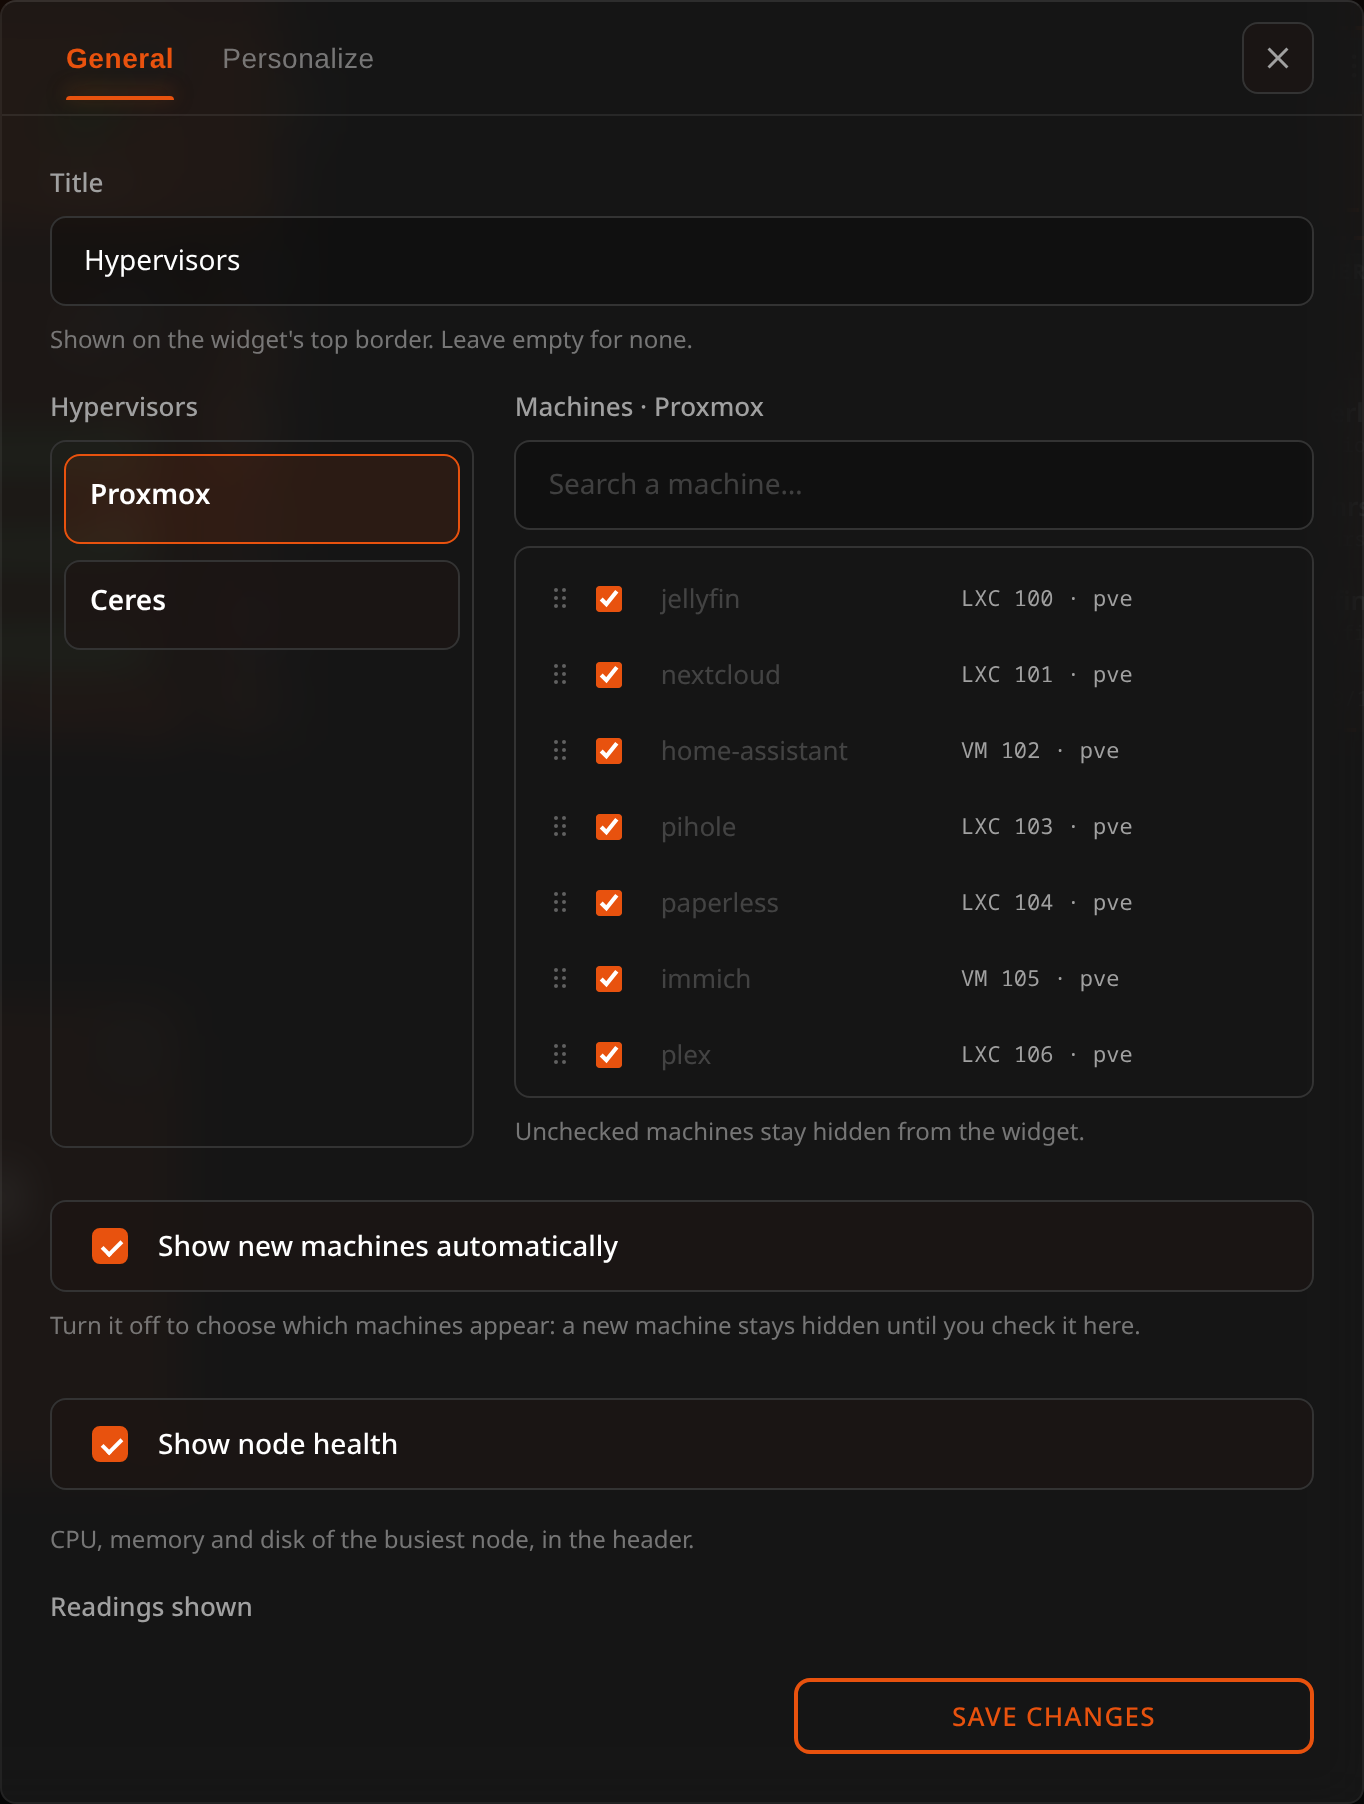 General Personalize
Title
Hypervisors
Shown on the widget's top border. Leave empty for none.
Hypervisors
Proxmox
Ceres
Machines · Proxmox
Search a machine...
jellyfin LXC 100 · pve
nextcloud LXC 101 · pve
home-assistant VM 102 · pve
pihole LXC 103 · pve
paperless LXC 104 · pve
immich VM 105 · pve
plex LXC 106 · pve
Unchecked machines stay hidden from the widget.
Show new machines automatically
Turn it off to choose which machines appear: a new machine stays hidden until you check it here.
Show node health
CPU, memory and disk of the busiest node, in the header.
Readings shown
SAVE CHANGES